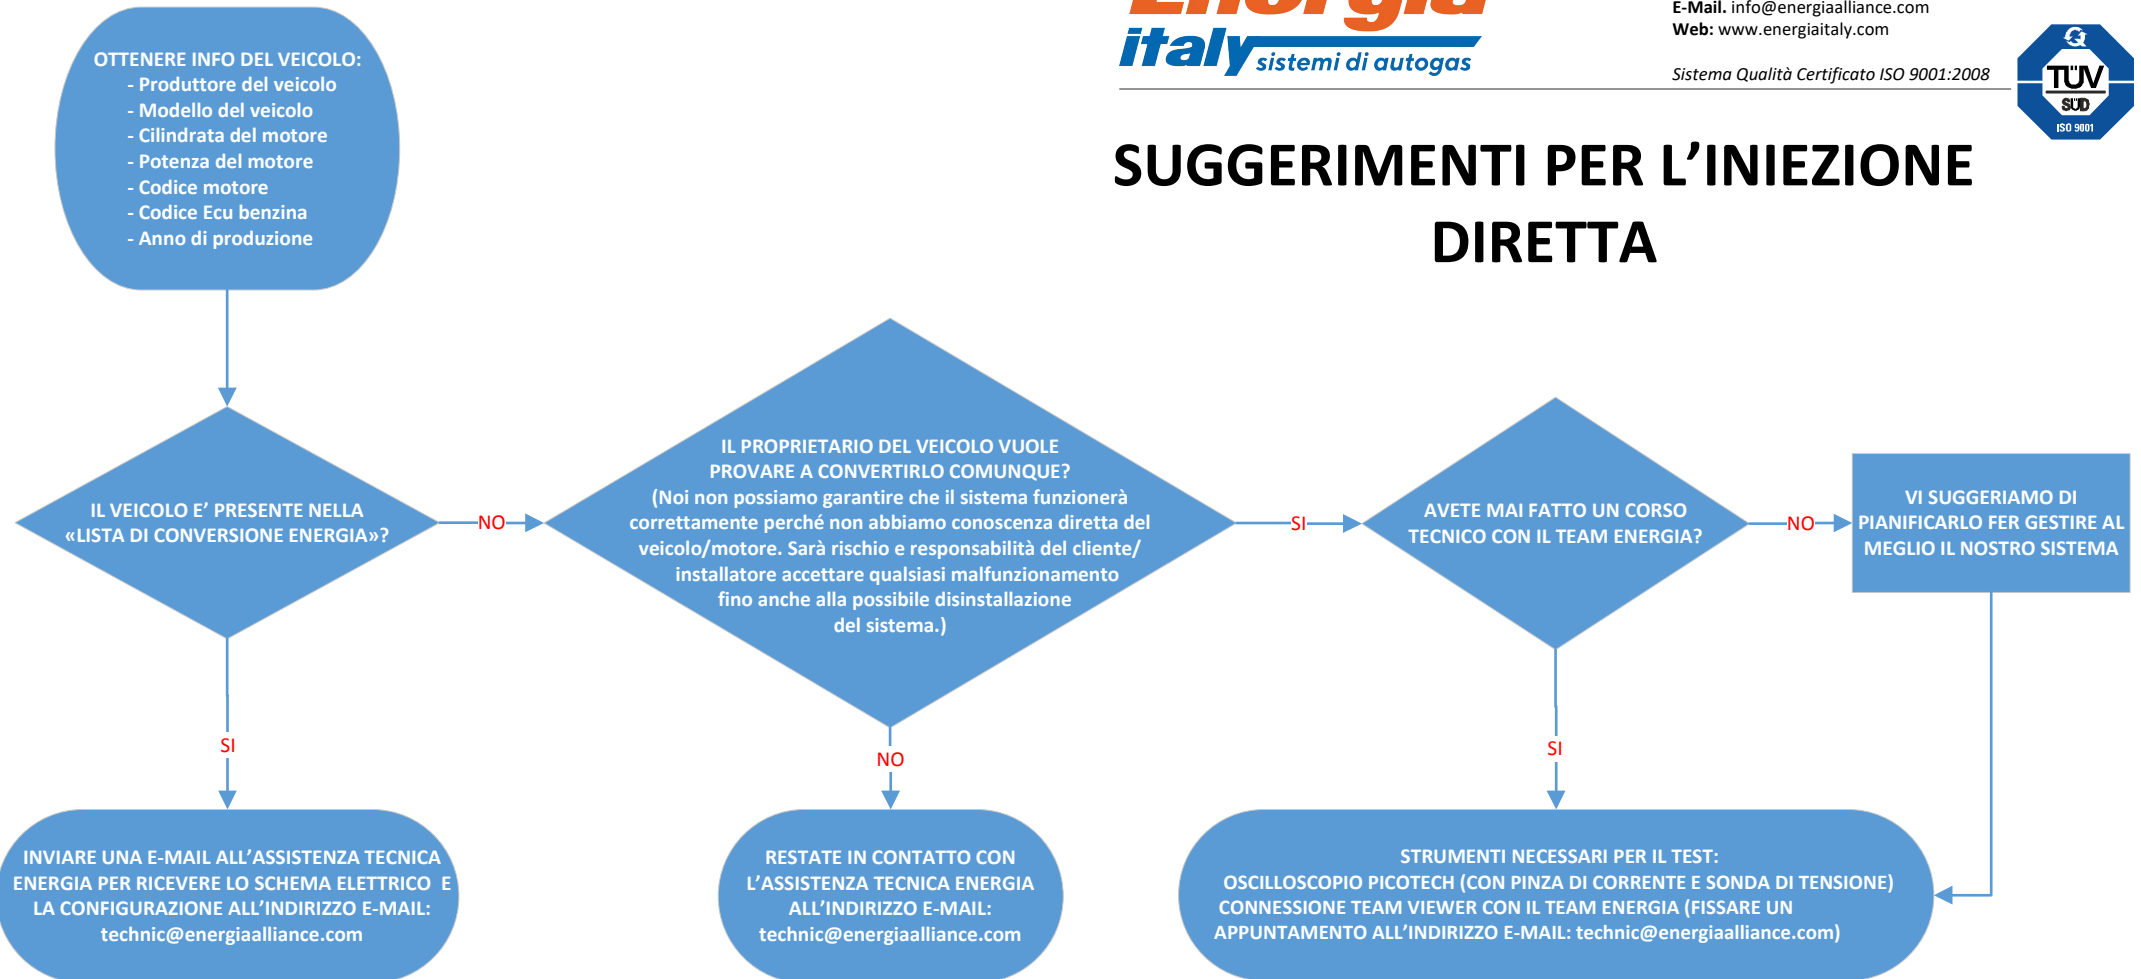 Energia
italy sistemi di autogas
E-Mail. info@energiaalliance.com
Web: www.energiaitaly.com
Sistema Qualità Certificato ISO 9001:2008
TÜV
SÜD
ISO 9001
SUGGERIMENTI PER L’INIEZIONE
DIRETTA
OTTENERE INFO DEL VEICOLO:
- Produttore del veicolo
- Modello del veicolo
- Cilindrata del motore
- Potenza del motore
- Codice motore
- Codice Ecu benzina
- Anno di produzione
IL VEICOLO E’ PRESENTE NELLA
«LISTA DI CONVERSIONE ENERGIA»?
NO
IL PROPRIETARIO DEL VEICOLO VUOLE
PROVARE A CONVERTIRLO COMUNQUE?
(Noi non possiamo garantire che il sistema funzionerà
correttamente perché non abbiamo conoscenza diretta del
veicolo/motore. Sarà rischio e responsabilità del cliente/
installatore accettare qualsiasi malfunzionamento
fino anche alla possibile disinstallazione
del sistema.)
SI
AVETE MAI FATTO UN CORSO
TECNICO CON IL TEAM ENERGIA?
NO
VI SUGGERIAMO DI
PIANIFICARLO FER GESTIRE AL
MEGLIO IL NOSTRO SISTEMA
SI
NO
SI
INVIARE UNA E-MAIL ALL’ASSISTENZA TECNICA
ENERGIA PER RICEVERE LO SCHEMA ELETTRICO E
LA CONFIGURAZIONE ALL’INDIRIZZO E-MAIL:
technic@energiaalliance.com
RESTATE IN CONTATTO CON
L’ASSISTENZA TECNICA ENERGIA
ALL’INDIRIZZO E-MAIL:
technic@energiaalliance.com
STRUMENTI NECESSARI PER IL TEST:
OSCILLOSCOPIO PICOTECH (CON PINZA DI CORRENTE E SONDA DI TENSIONE)
CONNESSIONE TEAM VIEWER CON IL TEAM ENERGIA (FISSARE UN
APPUNTAMENTO ALL’INDIRIZZO E-MAIL: technic@energiaalliance.com)